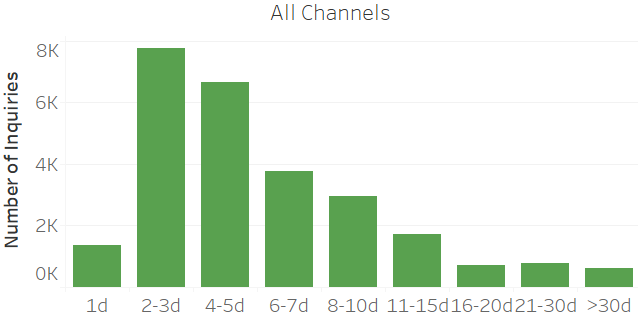 All Channels
Number of Inquiries
8K
6K
4K
2K
0K
1d 2-3d 4-5d 6-7d 8-10d 11-15d 16-20d 21-30d >30d